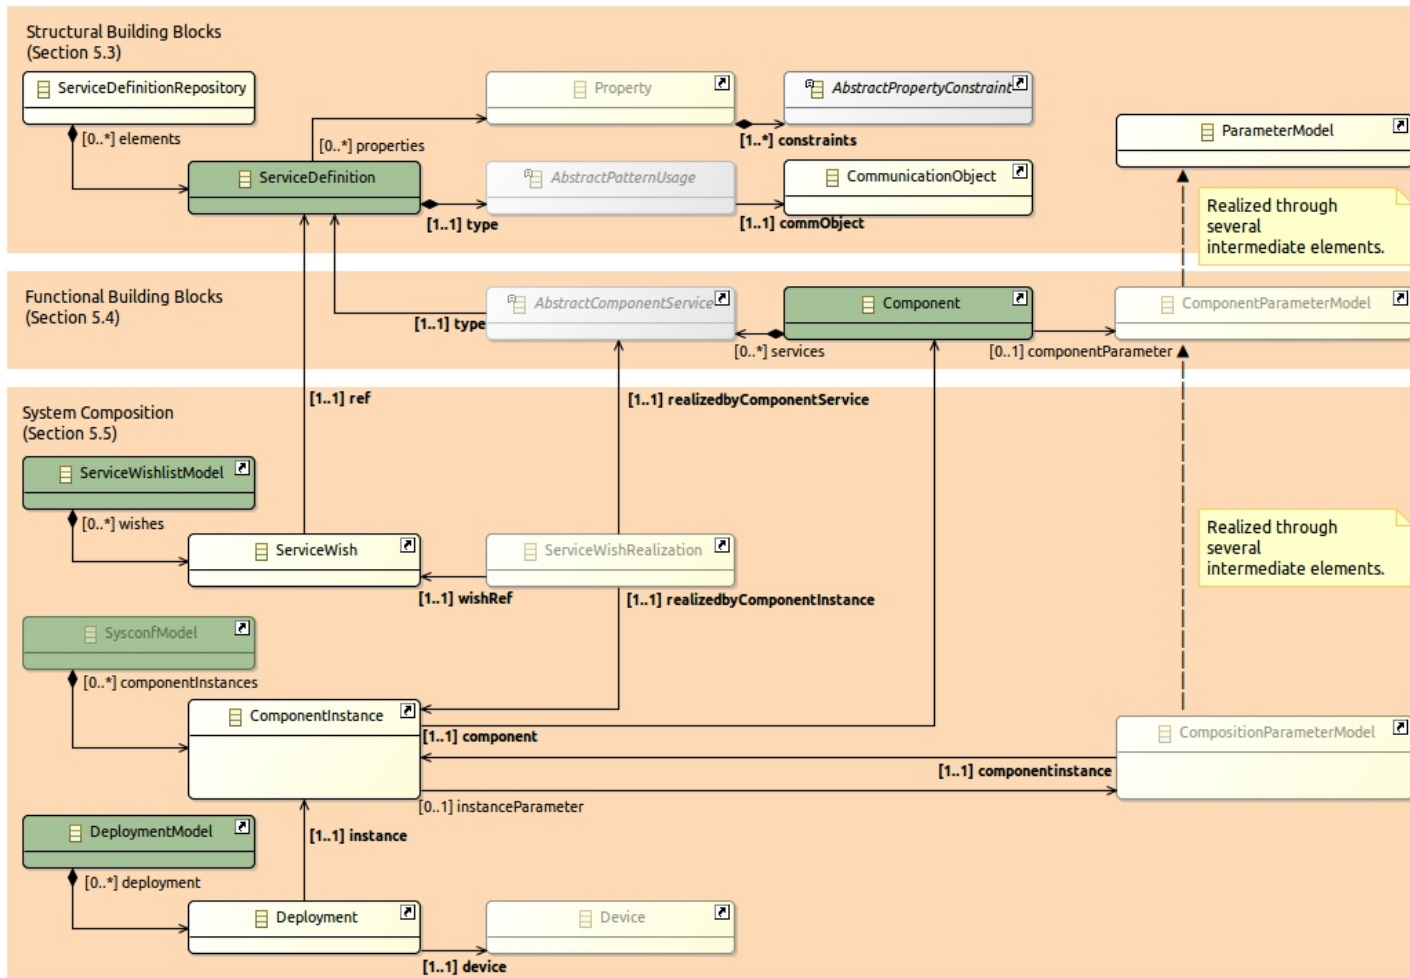 Structural Building Blocks
(Section 5.3)
ServiceDefinitionRepository
Property
AbstractPropertyConstraint
[0..*] elements
[0..*] properties
[1..*] constraints
ParameterModel
ServiceDefinition
AbstractPatternUsage
CommunicationObject
[1..1] type
[1..1] commObject
Realized through
several
intermediate elements.
Functional Building Blocks
(Section 5.4)
AbstractComponentService
Component
ComponentParameterModel
[1..1] type
[0..*] services
[0..1] componentParameter
System Composition
(Section 5.5)
[1..1] ref
[1..1] realizedbyComponentService
ServiceWishlistModel
[0..*] wishes
ServiceWish
ServiceWishRealization
Realized through
several
intermediate elements.
[1..1] wishRef
[1..1] realizedbyComponentInstance
SysconfModel
[0..*] componentInstances
ComponentInstance
[1..1] component
CompositionParameterModel
[1..1] componentinstance
[0..1] instanceParameter
DeploymentModel
[1..1] instance
[0..*] deployment
Deployment
Device
[1..1] device